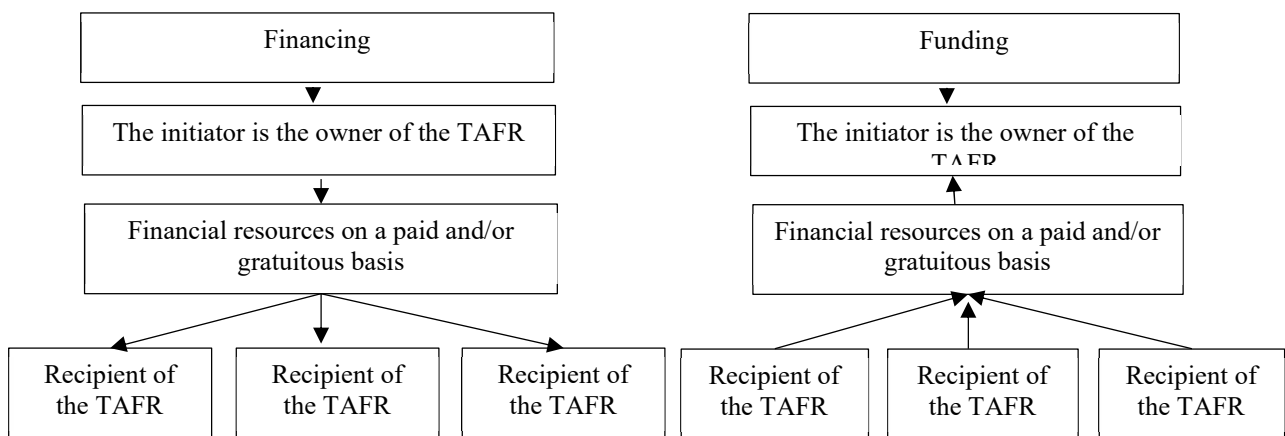 Financing
The initiator is the owner of the TAFR
Financial resources on a paid and/or
gratuitous basis
Recipient of
the TAFR
Recipient of
the TAFR
Recipient of
the TAFR
Funding
The initiator is the owner of the
TAFR
Financial resources on a paid and/or
gratuitous basis
Recipient of
the TAFR
Recipient of
the TAFR
Recipient of
the TAFR